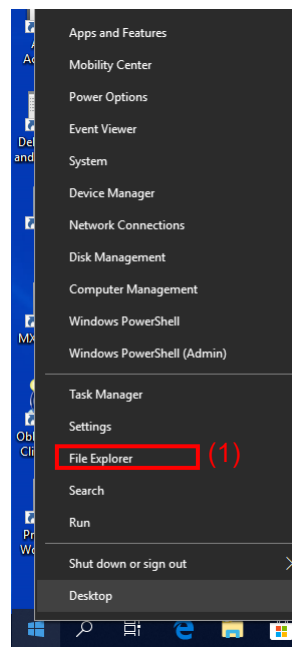 Apps and Features
Mobility Center
Power Options
Event Viewer
System
Device Manager
Network Connections
Disk Management
Computer Management
Windows PowerShell
Windows PowerShell (Admin)
Task Manager
Settings
File Explorer (1)
Search
Run
Shut down or sign out
Desktop